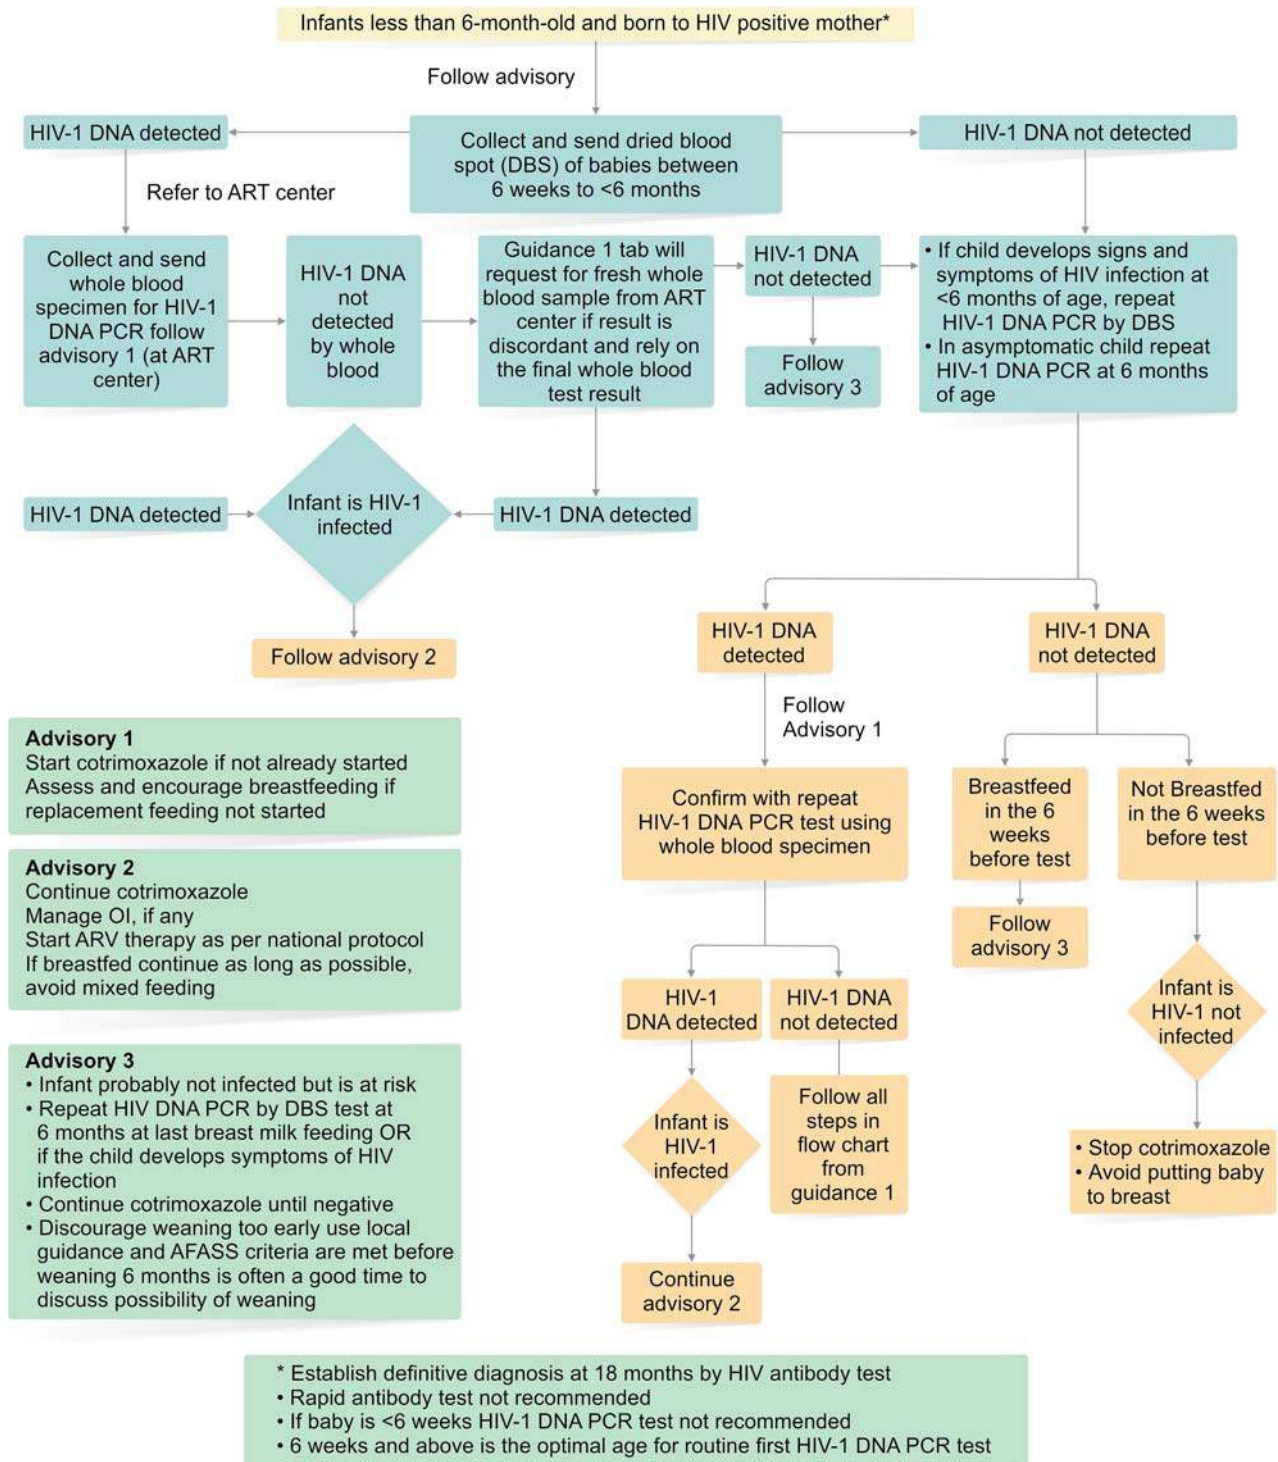 Infants less than 6-month-old and born to HIV positive mother*
Follow advisory
HIV-1 DNA detected
Collect and send dried blood
spot (DBS) of babies between
6 weeks to <6 months
HIV-1 DNA not detected
Refer to ART center
Collect and send
whole blood
specimen for HIV-1
DNA PCR follow
advisory 1 (at ART
center)
HIV-1 DNA
not
detected
by whole
blood
Guidance 1 tab will
request for fresh whole
blood sample from ART
center if result is
discordant and rely on
the final whole blood
test result
HIV-1 DNA
not detected
Follow
advisory 3
• If child develops signs and
symptoms of HIV infection at
<6 months of age, repeat
HIV-1 DNA PCR by DBS
• In asymptomatic child repeat
HIV-1 DNA PCR at 6 months
of age
HIV-1 DNA detected
Infant is HIV-1
infected
HIV-1 DNA detected
Follow advisory 2
HIV-1 DNA
detected
HIV-1 DNA
not detected
Follow
Advisory 1
Confirm with repeat
HIV-1 DNA PCR test using
whole blood specimen
Breastfeed
in the 6
weeks
before test
Not Breastfed
in the 6 weeks
before test
Follow
advisory 3
HIV-1
DNA detected
HIV-1 DNA
not detected
Infant is
HIV-1 not
infected
Infant is
HIV-1
infected
Follow all
steps in
flow chart
from
guidance 1
• Stop cotrimoxazole
• Avoid putting baby
to breast
Continue
advisory 2
Advisory 1
Start cotrimoxazole if not already started
Assess and encourage breastfeeding if
replacement feeding not started
Advisory 2
Continue cotrimoxazole
Manage OI, if any
Start ARV therapy as per national protocol
If breastfed continue as long as possible,
avoid mixed feeding
Advisory 3
• Infant probably not infected but is at risk
• Repeat HIV DNA PCR by DBS test at
6 months at last breast milk feeding OR
if the child develops symptoms of HIV
infection
• Continue cotrimoxazole until negative
• Discourage weaning too early use local
guidance and AFASS criteria are met before
weaning 6 months is often a good time to
discuss possibility of weaning
* Establish definitive diagnosis at 18 months by HIV antibody test
• Rapid antibody test not recommended
• If baby is <6 weeks HIV-1 DNA PCR test not recommended
• 6 weeks and above is the optimal age for routine first HIV-1 DNA PCR test